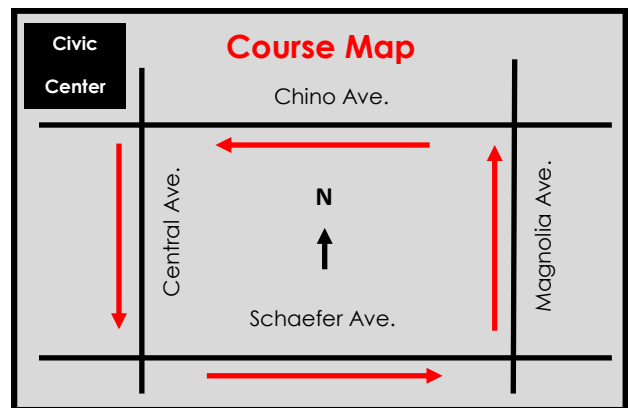 Civic
Center
Course Map
Chino Ave.
Central Ave.
N
Magnolia Ave.
Schaefer Ave.